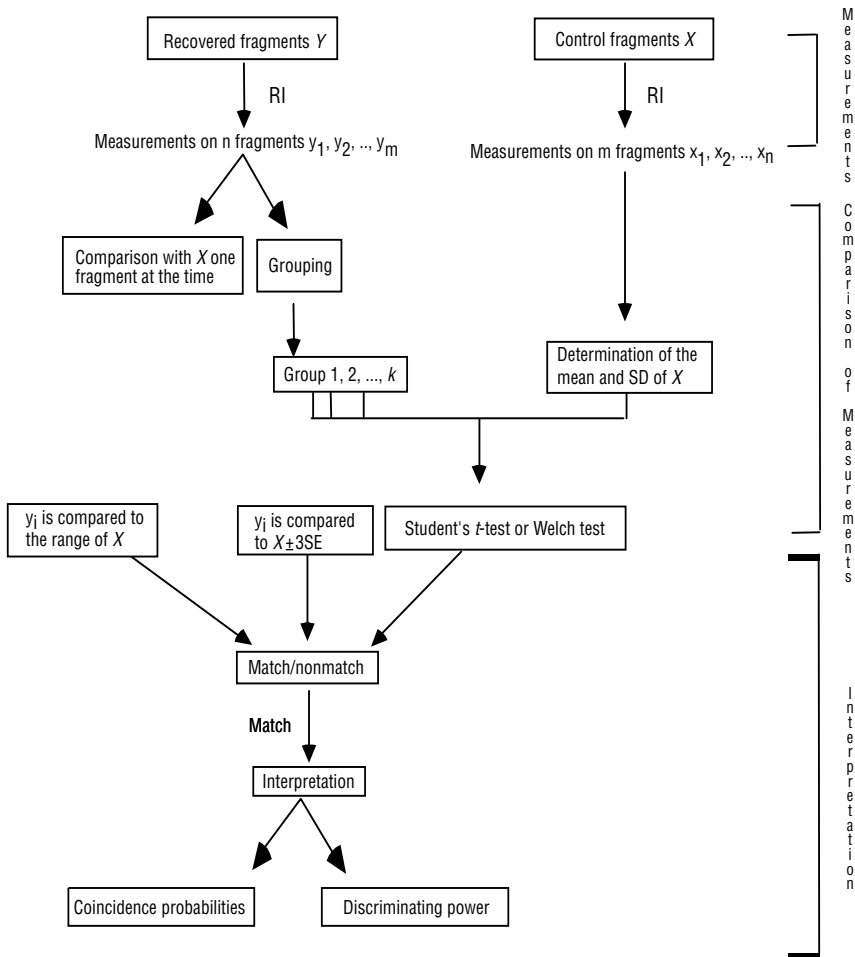 Recovered fragments Y
Control fragments X
RI
RI
Measurements on n fragments y1, y2, .., ym
Measurements on m fragments x1, x2, .., xn
Comparison with X one
fragment at the time
Grouping
Group 1, 2, ..., k
Determination of the
mean and SD of X
yi is compared to
the range of X
yi is compared
to X±3SE
Student's t-test or Welch test
Match/nonmatch
Match
Interpretation
Coincidence probabilities
Discriminating power
Measurements
Comparison of Measurements
Interpretation